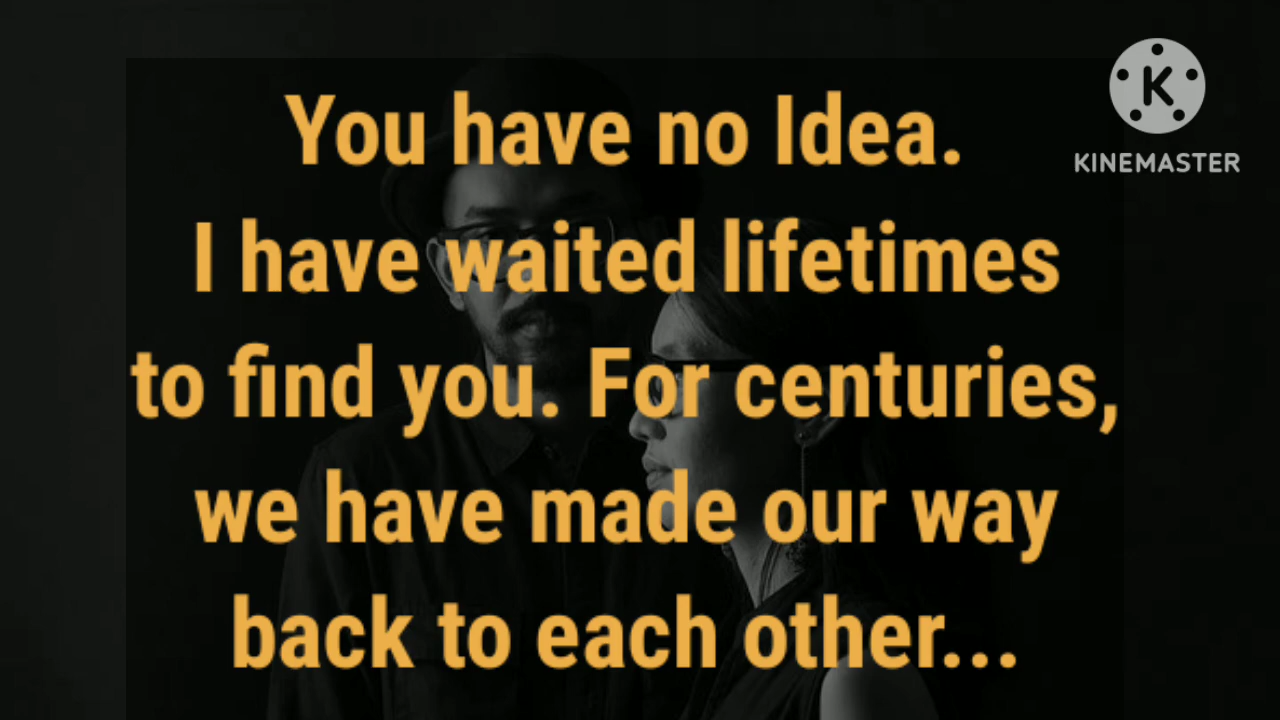 You have no Idea.
I have waited lifetimes
to find you. For centuries,
we have made our way
back to each other...
K
KINEMASTER